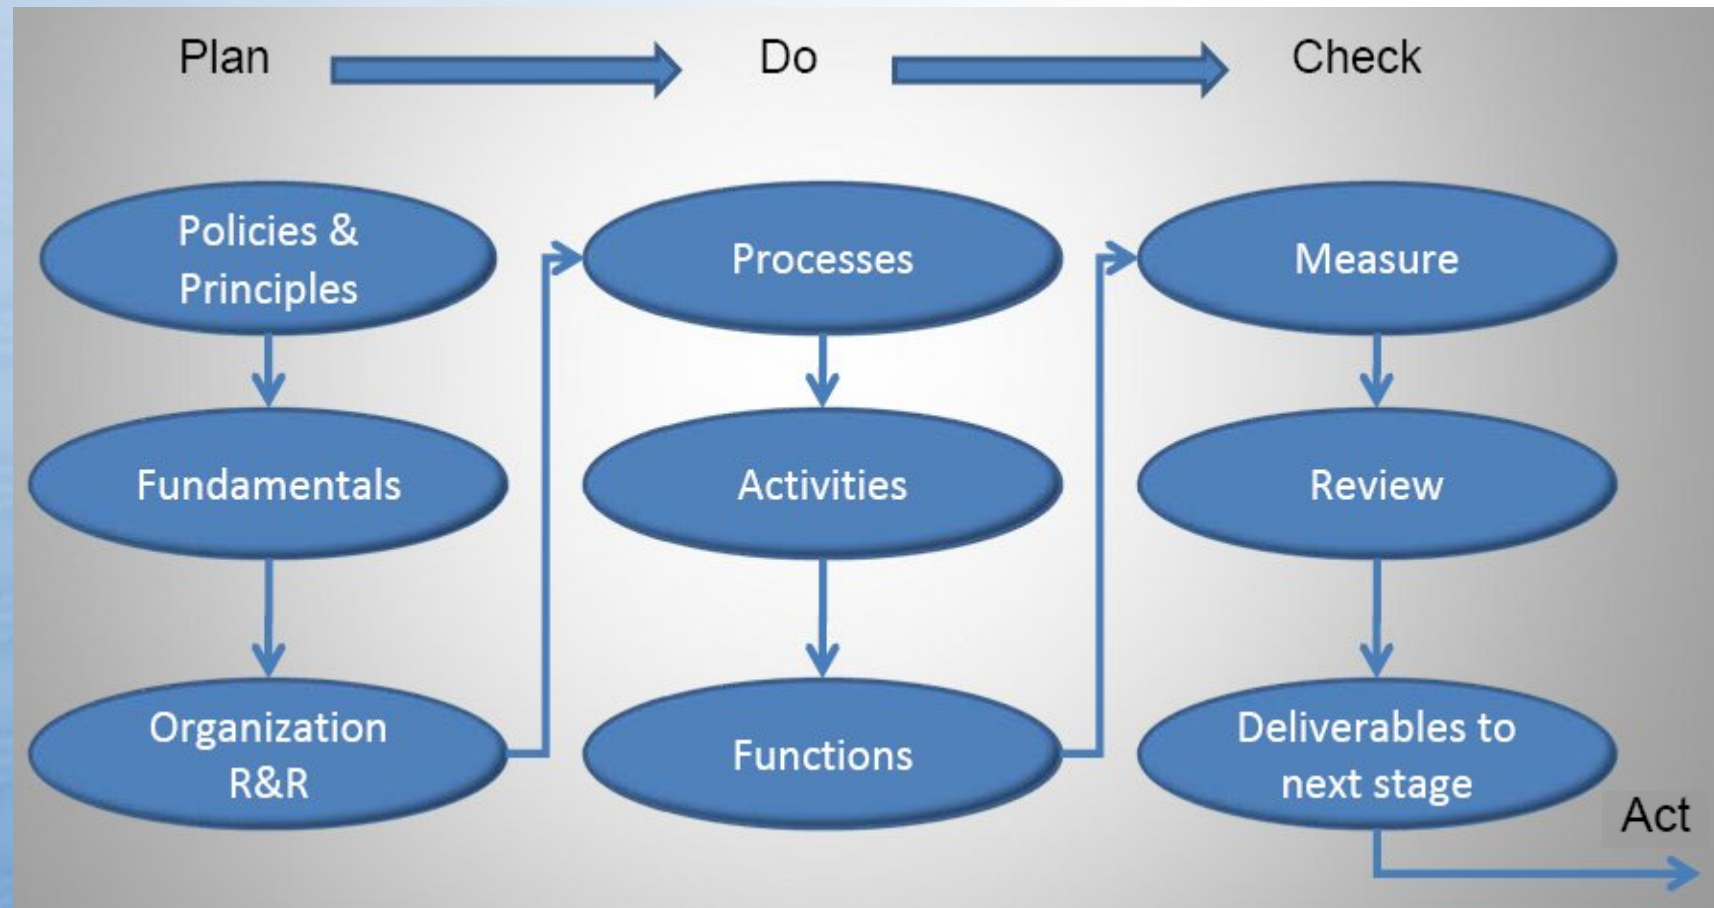 Plan
Do
Check
Policies &
Principles
Fundamentals
Organization
R&R
Processes
Activities
Functions
Measure
Review
Deliverables to
next stage
Act